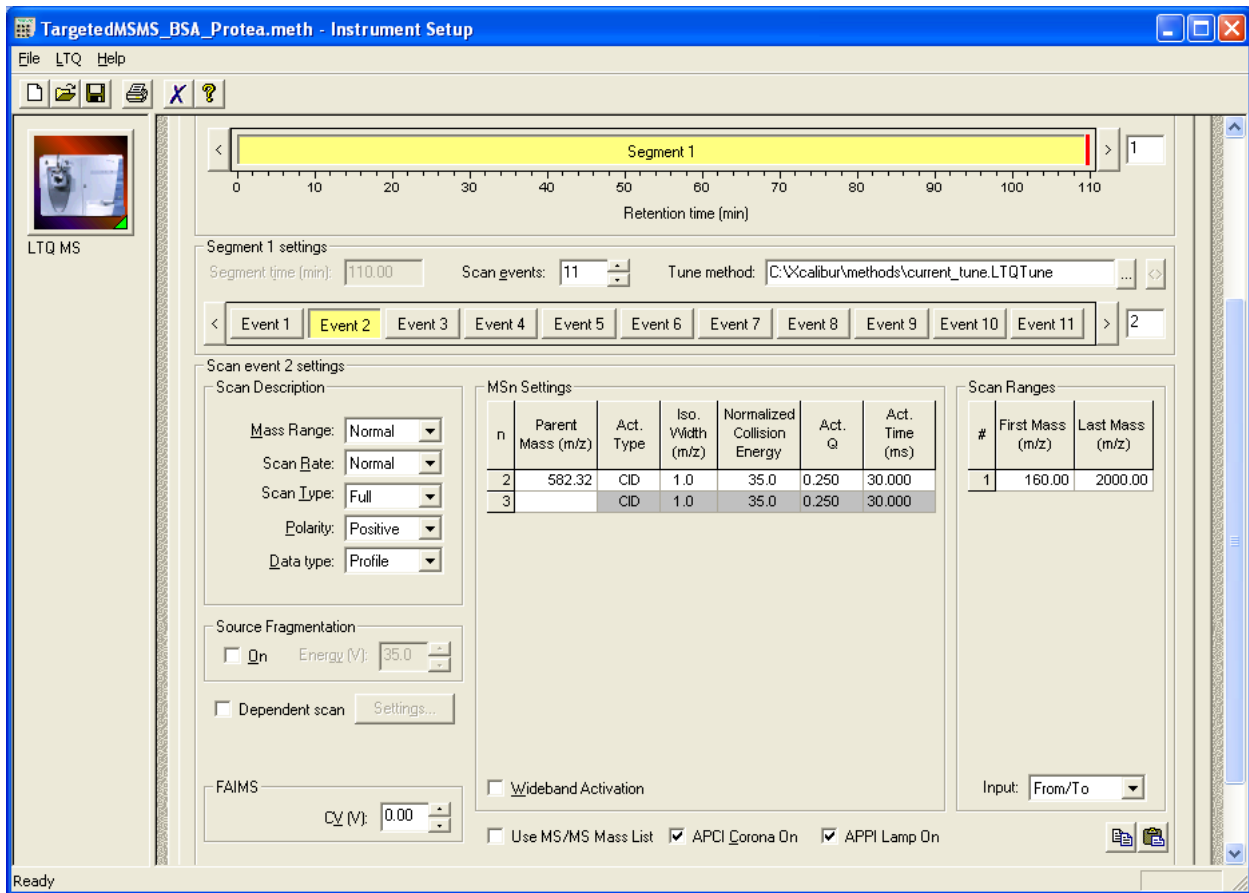 TargetedMSMS_BSA_Protea.meth - Instrument Setup
File LTQ Help
LTQ MS
< Segment 1 > 1
0 10 20 30 40 50 60 70 80 90 100 110
Retention time (min)
Segment 1 settings
Segment time (min): 110.00 Scan events: 11 Tune method: C:\Xcalibur\methods\current_tune.LTQTune ... <>
< Event 1 Event 2 Event 3 Event 4 Event 5 Event 6 Event 7 Event 8 Event 9 Event 10 Event 11 > 2
Scan event 2 settings
Scan Description
Mass Range: Normal
Scan Rate: Normal
Scan Type: Full
Polarity: Positive
Data type: Profile
Source Fragmentation
On Energy (V): 35.0
Dependent scan Settings...
FAIMS
CV (V): 0.00
MSn Settings
n Parent Mass (m/z) Act. Type Iso. Width (m/z) Normalized Collision Energy Act. Q Act. Time (ms)
2 582.32 CID 1.0 35.0 0.250 30.000
3 CID 1.0 35.0 0.250 30.000
Wideband Activation
Use MS/MS Mass List APCI Corona On APPI Lamp On
Scan Ranges
# First Mass (m/z) Last Mass (m/z)
1 160.00 2000.00
Input: From/To
Ready